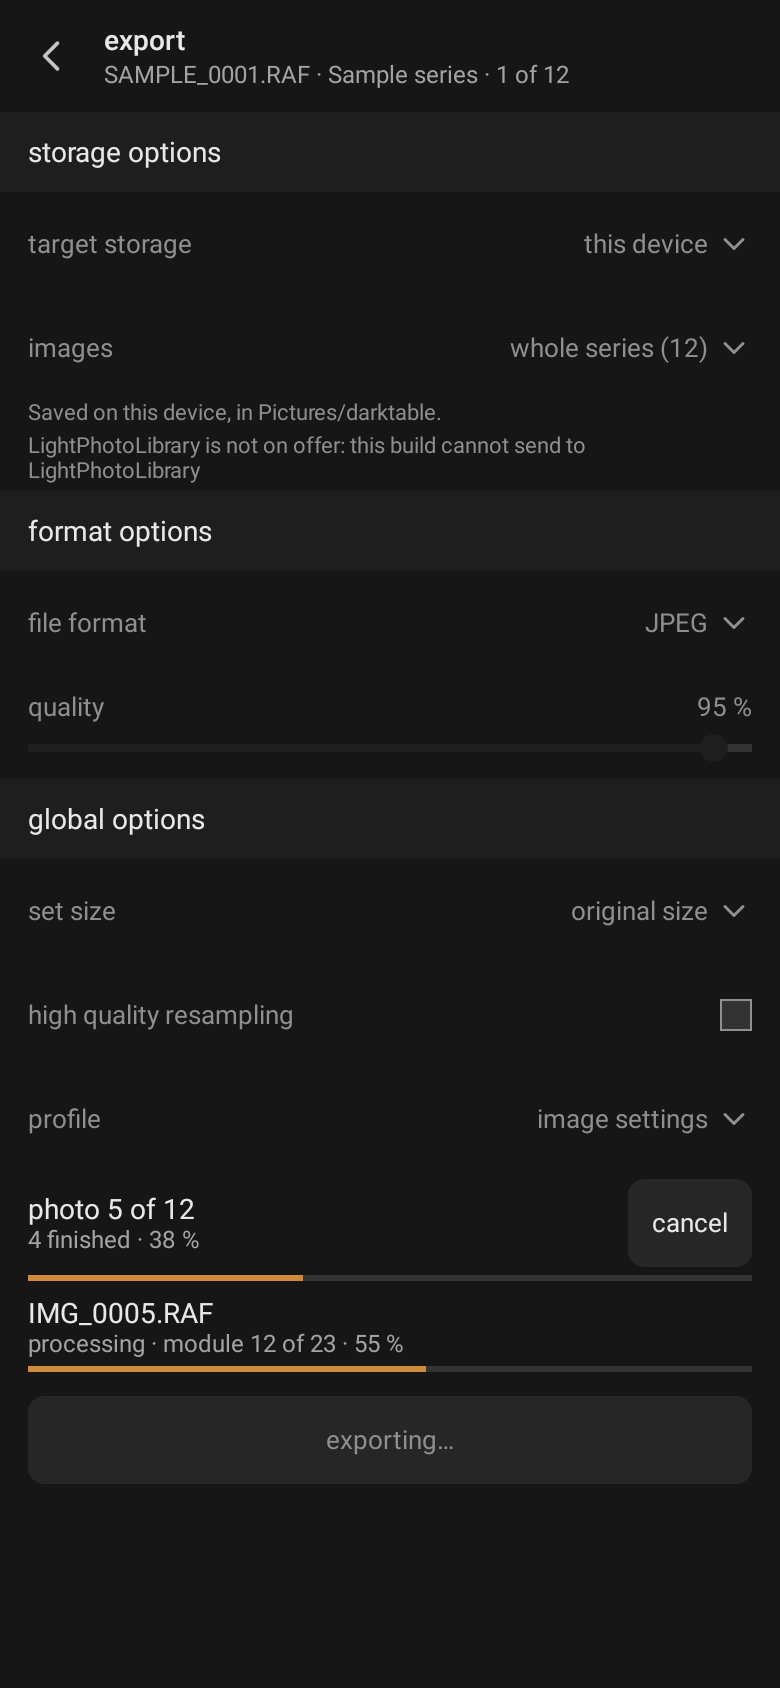 export
SAMPLE_0001.RAF · Sample series · 1 of 12
storage options
target storage this device
images whole series (12)
Saved on this device, in Pictures/darktable.
LightPhotoLibrary is not on offer: this build cannot send to
LightPhotoLibrary
format options
file format JPEG
quality 95 %
global options
set size original size
high quality resampling
profile image settings
photo 5 of 12
4 finished · 38 %
cancel
IMG_0005.RAF
processing · module 12 of 23 · 55 %
exporting…